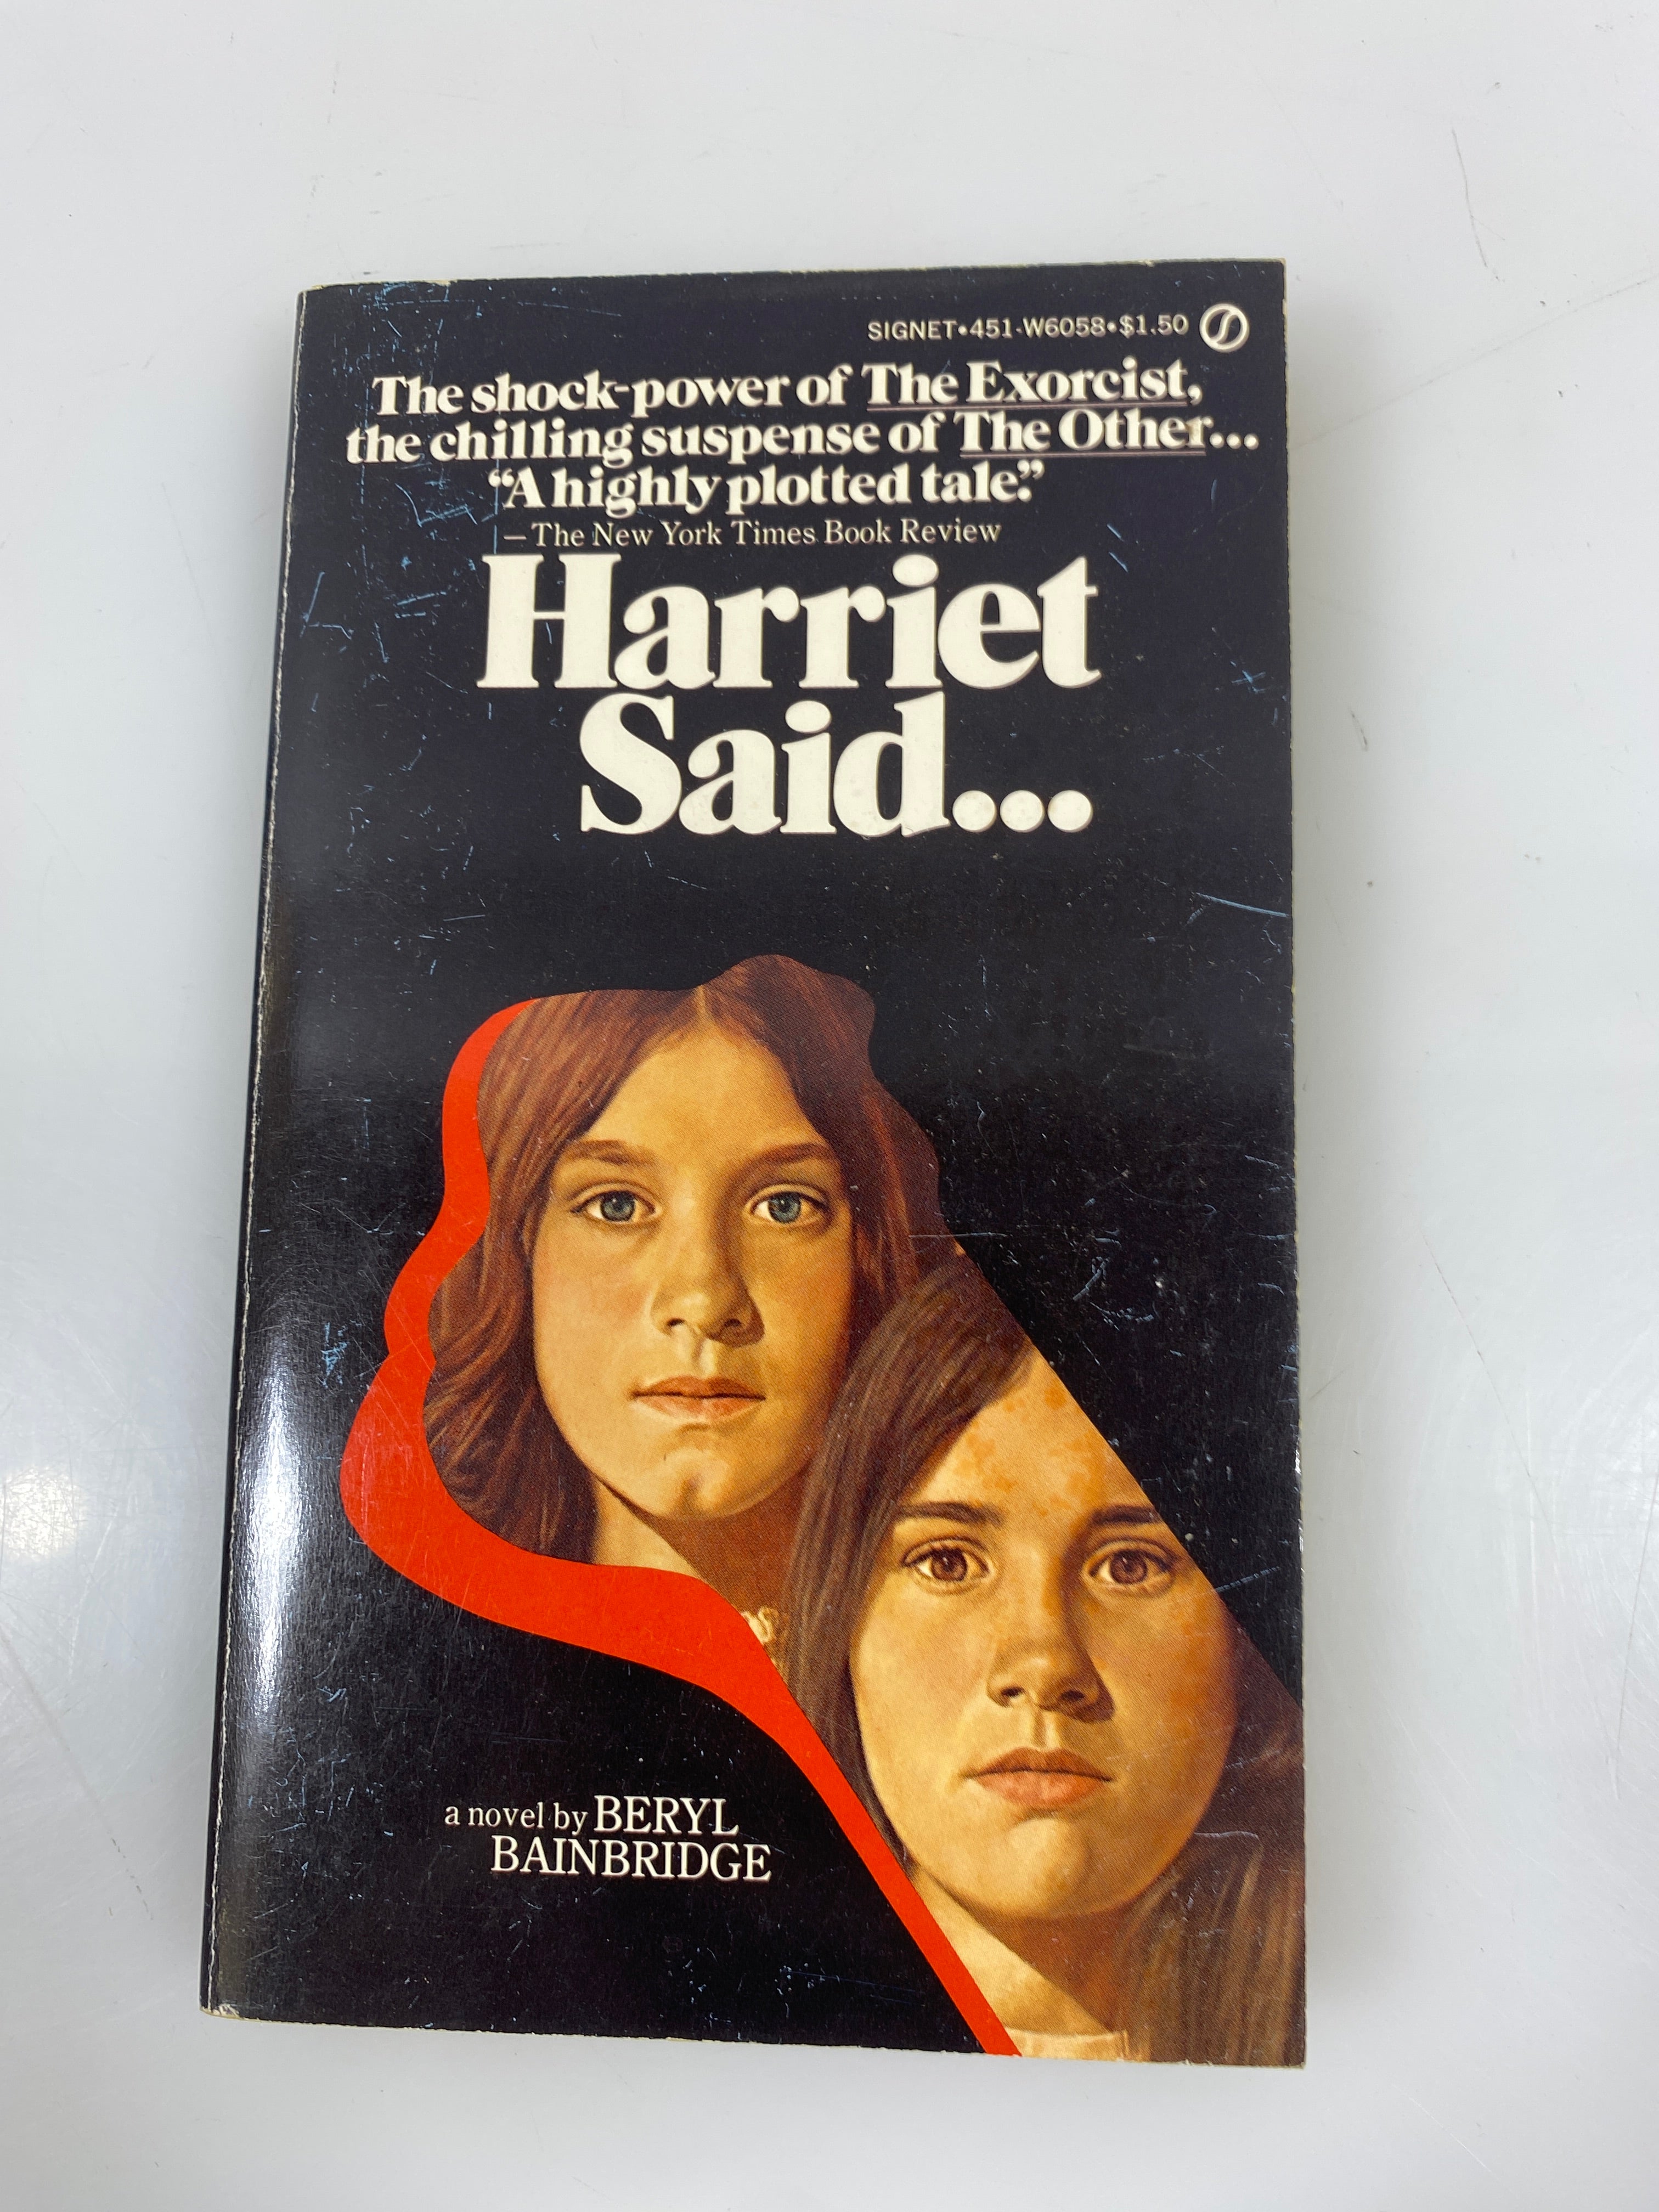 SIGNET•451-W6058•$1.50
The shock-power of The Exorcist,
the chilling suspense of The Other...
“A highly plotted tale.”
—The New York Times Book Review
Harriet
Said...
a novel by BERYL
BAINBRIDGE